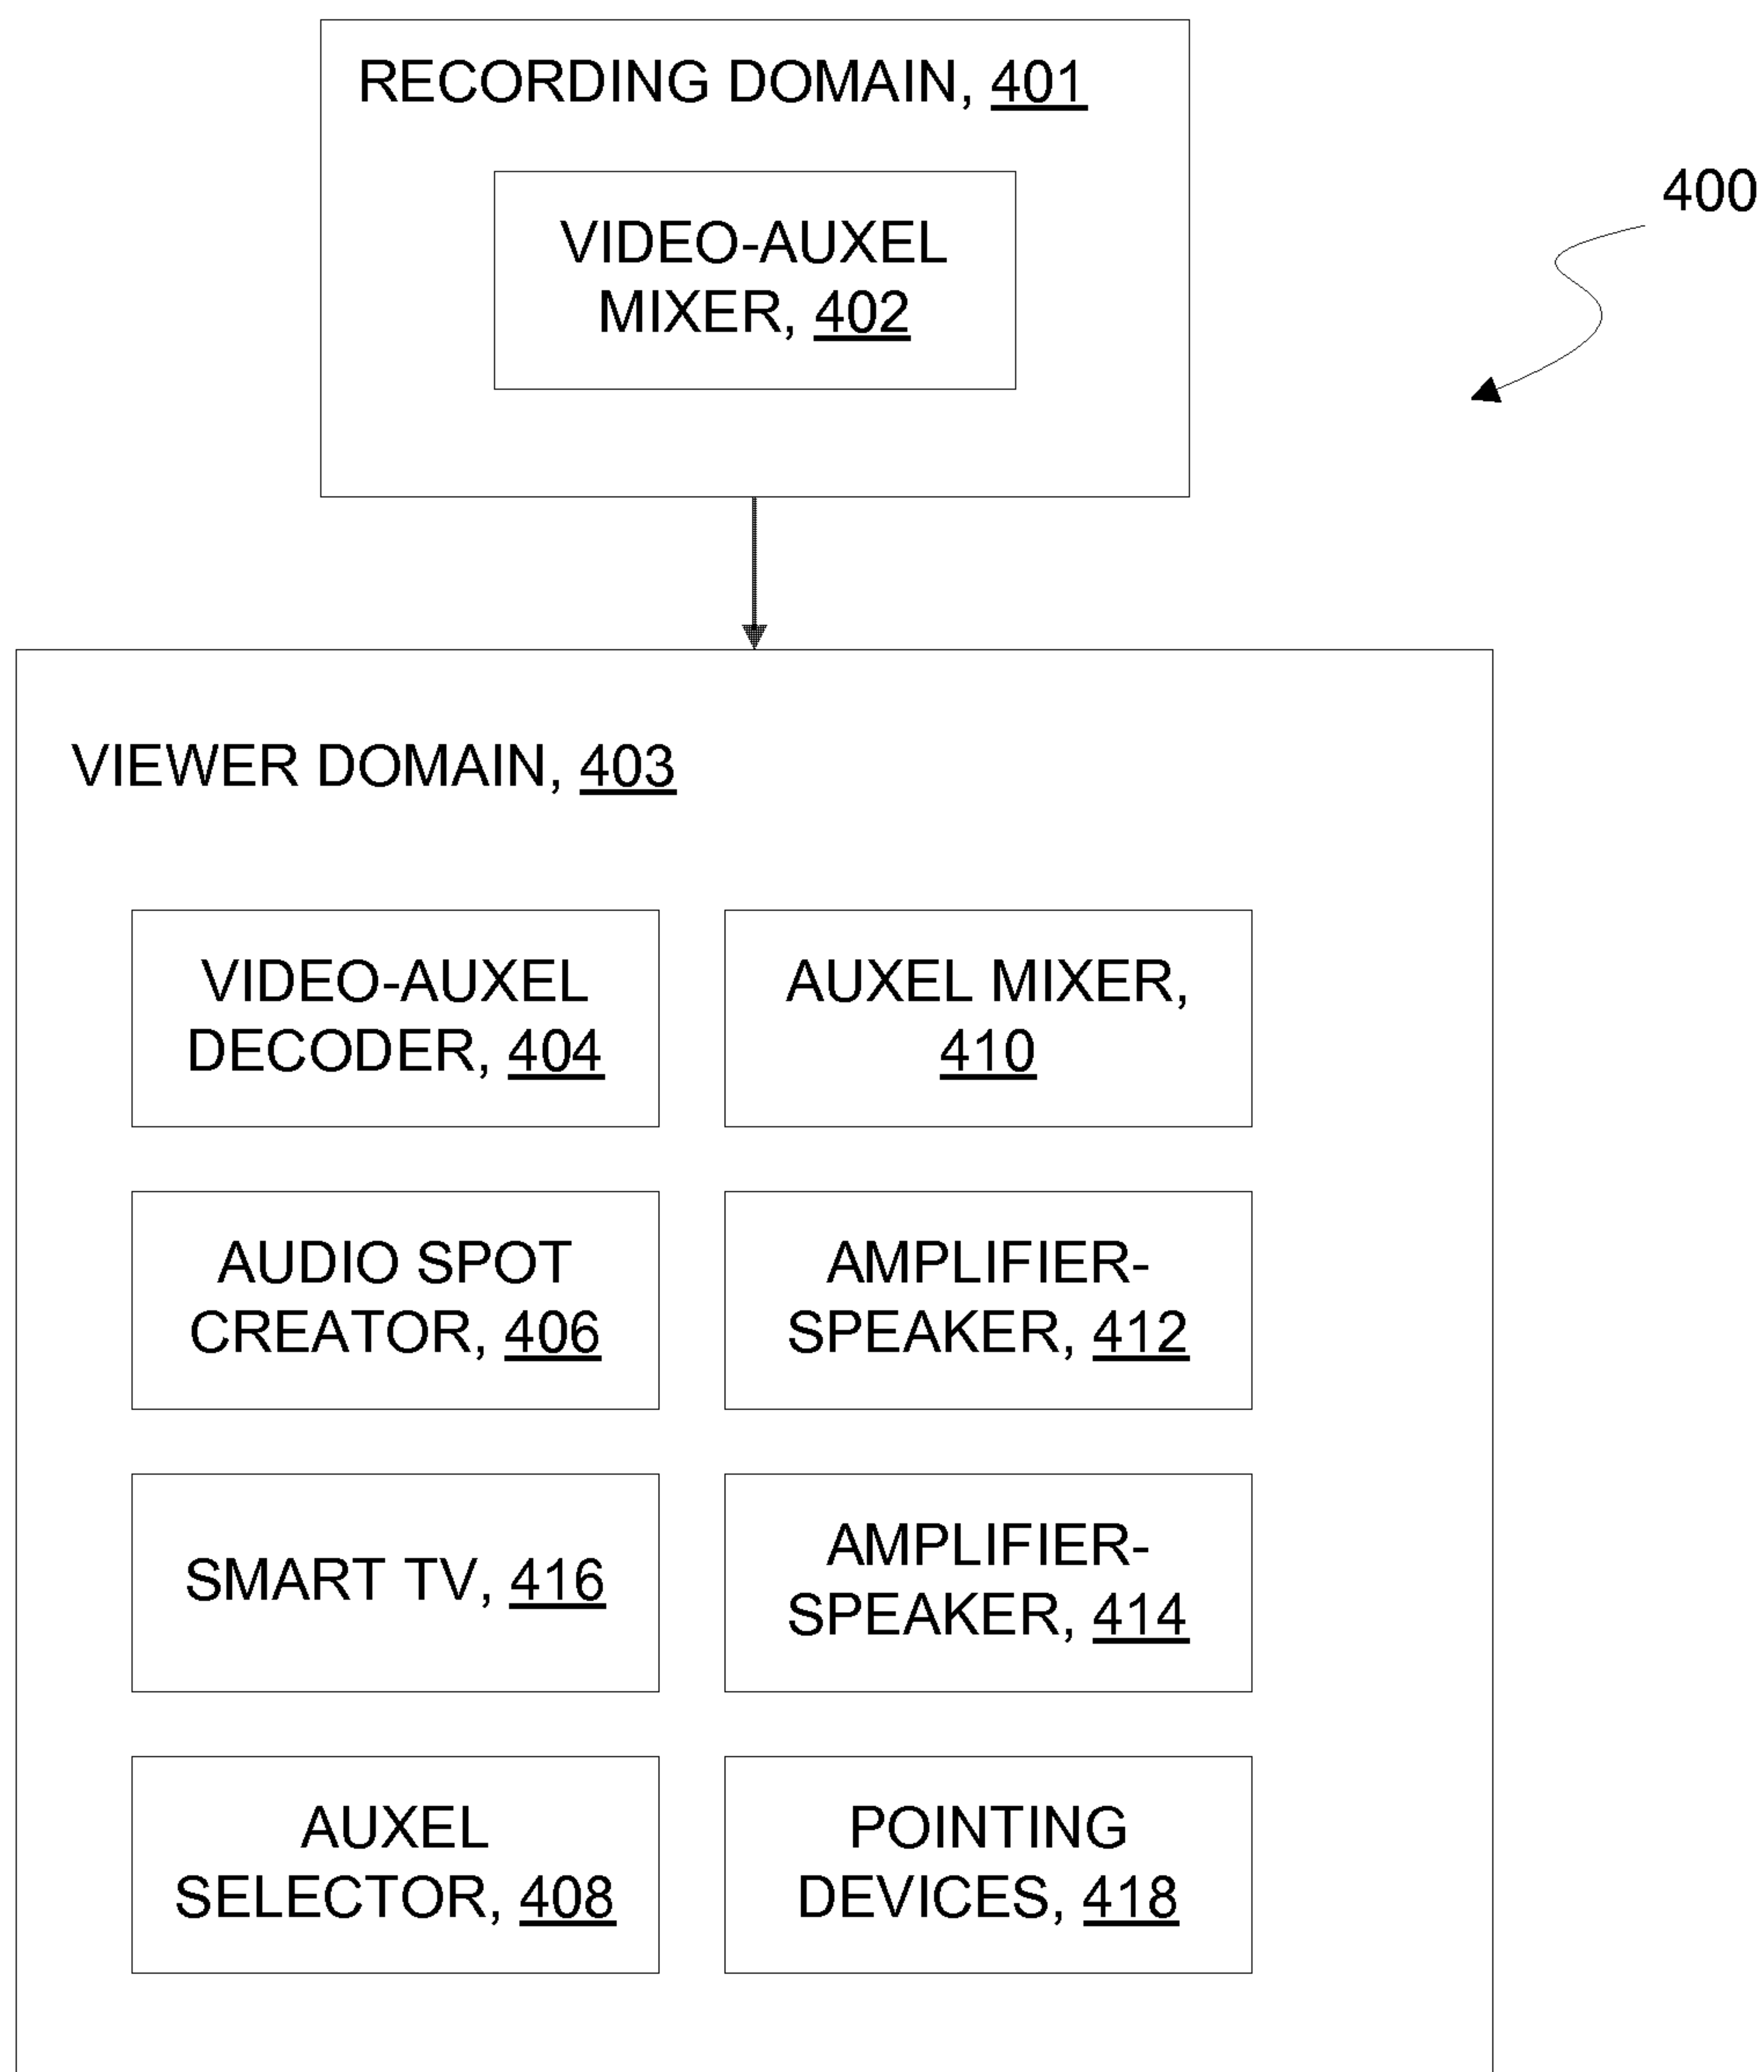 RECORDING DOMAIN, 401
400
VIDEO-AUXEL
MIXER, 402
VIEWER DOMAIN, 403
VIDEO-AUXEL
DECODER, 404
AUXEL MIXER,
410
AUDIO SPOT
CREATOR, 406
AMPLIFIER-
SPEAKER, 412
SMART TV, 416
AMPLIFIER-
SPEAKER, 414
AUXEL
SELECTOR, 408
POINTING
DEVICES, 418